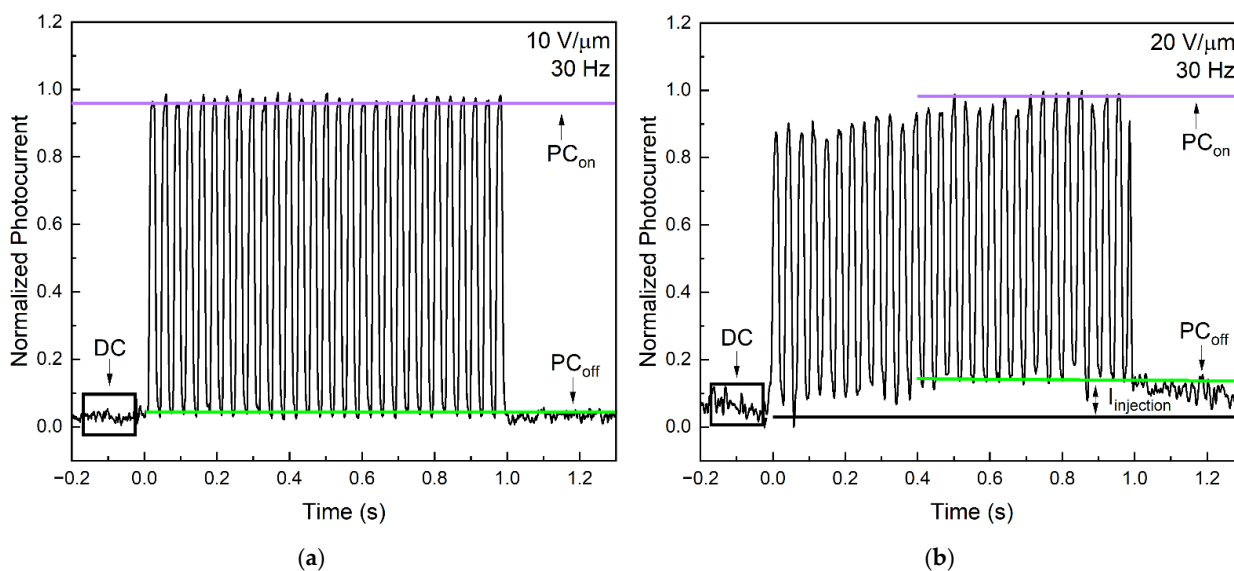 10 V/μm
30 Hz
PCon
DC
PCoff
Normalized Photocurrent
1.2
1.0
0.8
0.6
0.4
0.2
0.0
−0.2 0.0 0.2 0.4 0.6 0.8 1.0 1.2
Time (s)
(a)
20 V/μm
30 Hz
PCon
DC
PCoff
Iinjection
Normalized Photocurrent
1.2
1.0
0.8
0.6
0.4
0.2
0.0
−0.2 0.0 0.2 0.4 0.6 0.8 1.0 1.2
Time (s)
(b)